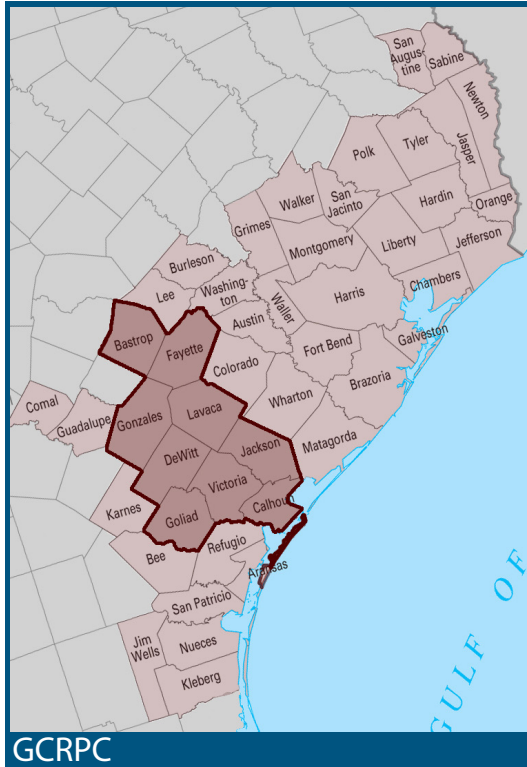 San
Augus-
tine
Sabine
Newton
Polk
Tyler
Jasper
Walker
San
Jacinto
Hardin
Orange
Grimes
Montgomery
Liberty
Jefferson
Burleson
Chambers
Lee
Washing-
ton
Waller
Harris
Austin
Bastrop
Fayette
Galveston
Fort Bend
Colorado
Brazoria
Comal
Wharton
Guadalupe
Gonzales
Lavaca
Matagorda
Jackson
DeWitt
Victoria
Karnes
Calhou
Goliad
Refugio
Bee
Aransas
San Patricio
Jim
Wells
Nueces
Kleberg
GULF OF
GCRPC